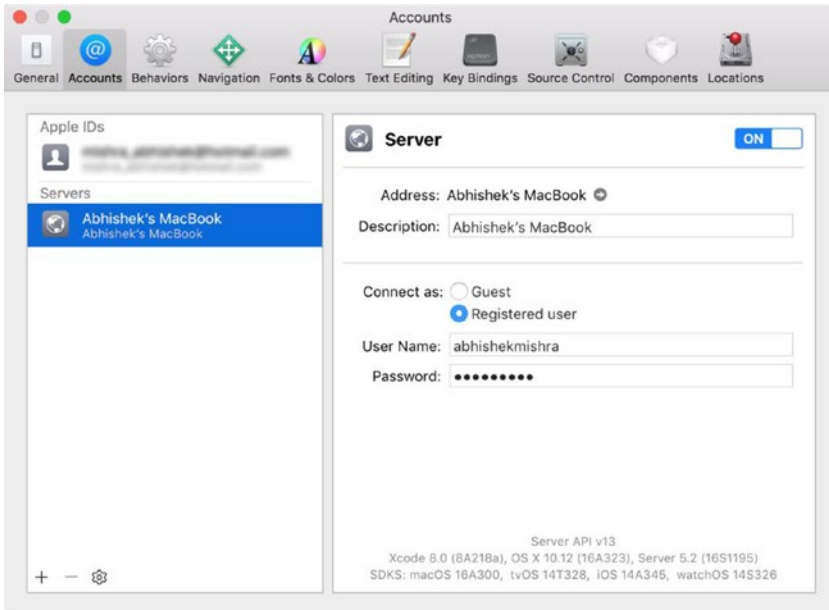 Accounts
General Accounts Behaviors Navigation Fonts & Colors Text Editing Key Bindings Source Control Components Locations
Apple IDs
Servers
Abhishek's MacBook
Abhishek's MacBook
Server
ON
Address: Abhishek's MacBook
Description: Abhishek's MacBook
Connect as: Guest
Registered user
User Name: abhishekmishra
Password: •••••••••
Server API v13
Xcode 8.0 (8A218a), OS X 10.12 (16A323), Server 5.2 (16S1195)
SDKS: macOS 16A300, tvOS 14T328, iOS 14A345, watchOS 14S326